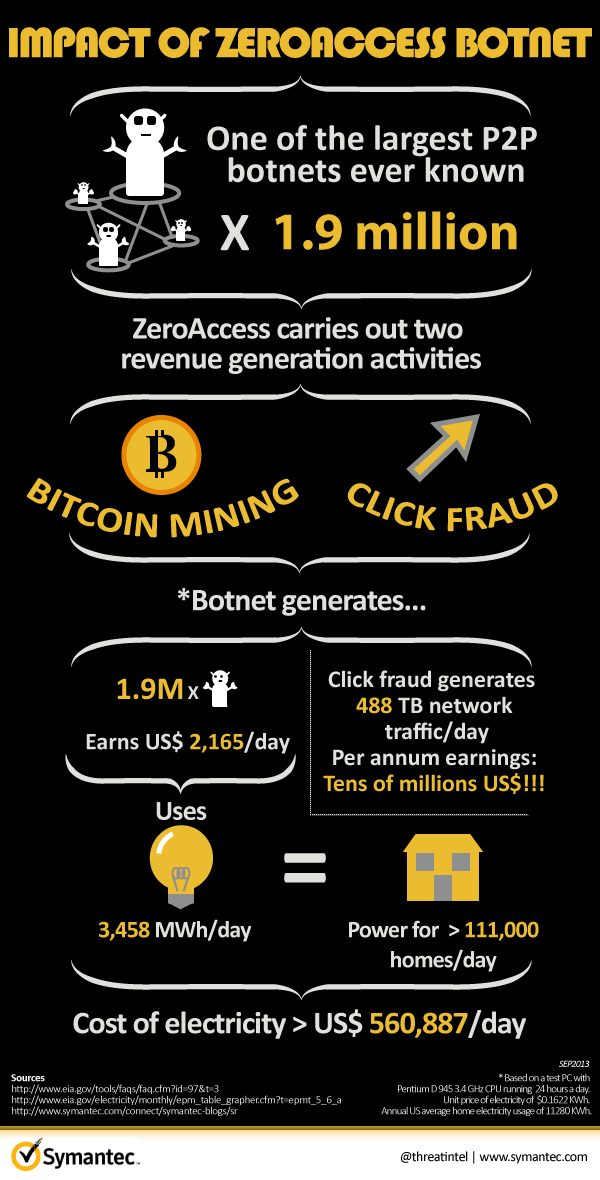 IMPACT OF ZEROACCESS BOTNET
One of the largest P2P
botnets ever known
X 1.9 million
ZeroAccess carries out two
revenue generation activities
BITCOIN MINING
CLICK FRAUD
*Botnet generates...
1.9M x
Earns US$ 2,165/day
Click fraud generates
488 TB network
traffic/day
Per annum earnings:
Tens of millions US$!!!
Uses
=
3,458 MWh/day
Power for > 111,000
homes/day
Cost of electricity > US$ 560,887/day
SEP2013
Sources
http://www.eia.gov/tools/faqs/faq.cfm?id=97&t=3
http://www.eia.gov/electricity/monthly/epm_table_grapher.cfm?t=epmt_5_6_a
http://www.symantec.com/connect/symantec-blogs/sr
* Based on a test PC with
Pentium D 945 3.4 GHz CPU running 24 hours a day.
Unit price of electricity of $0.1622 KWh.
Annual US average home electricity usage of 11280 KWh.
Symantec.
@threatintel | www.symantec.com